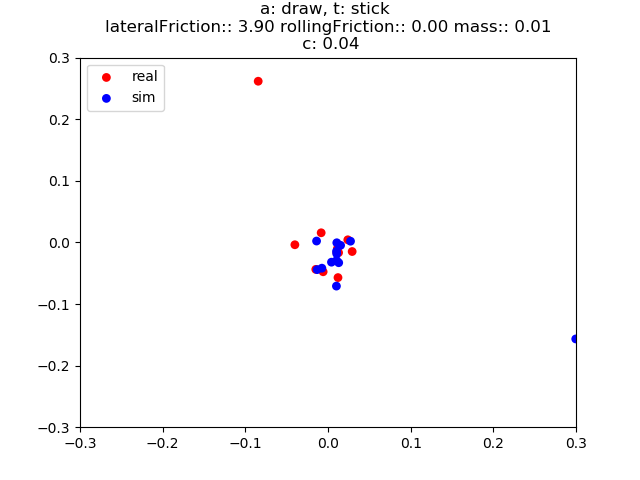 a: draw, t: stick
lateralFriction:: 3.90 rollingFriction:: 0.00 mass:: 0.01
c: 0.04
real
sim
0.3
0.2
0.1
0.0
−0.1
−0.2
−0.3
−0.3 −0.2 −0.1 0.0 0.1 0.2 0.3